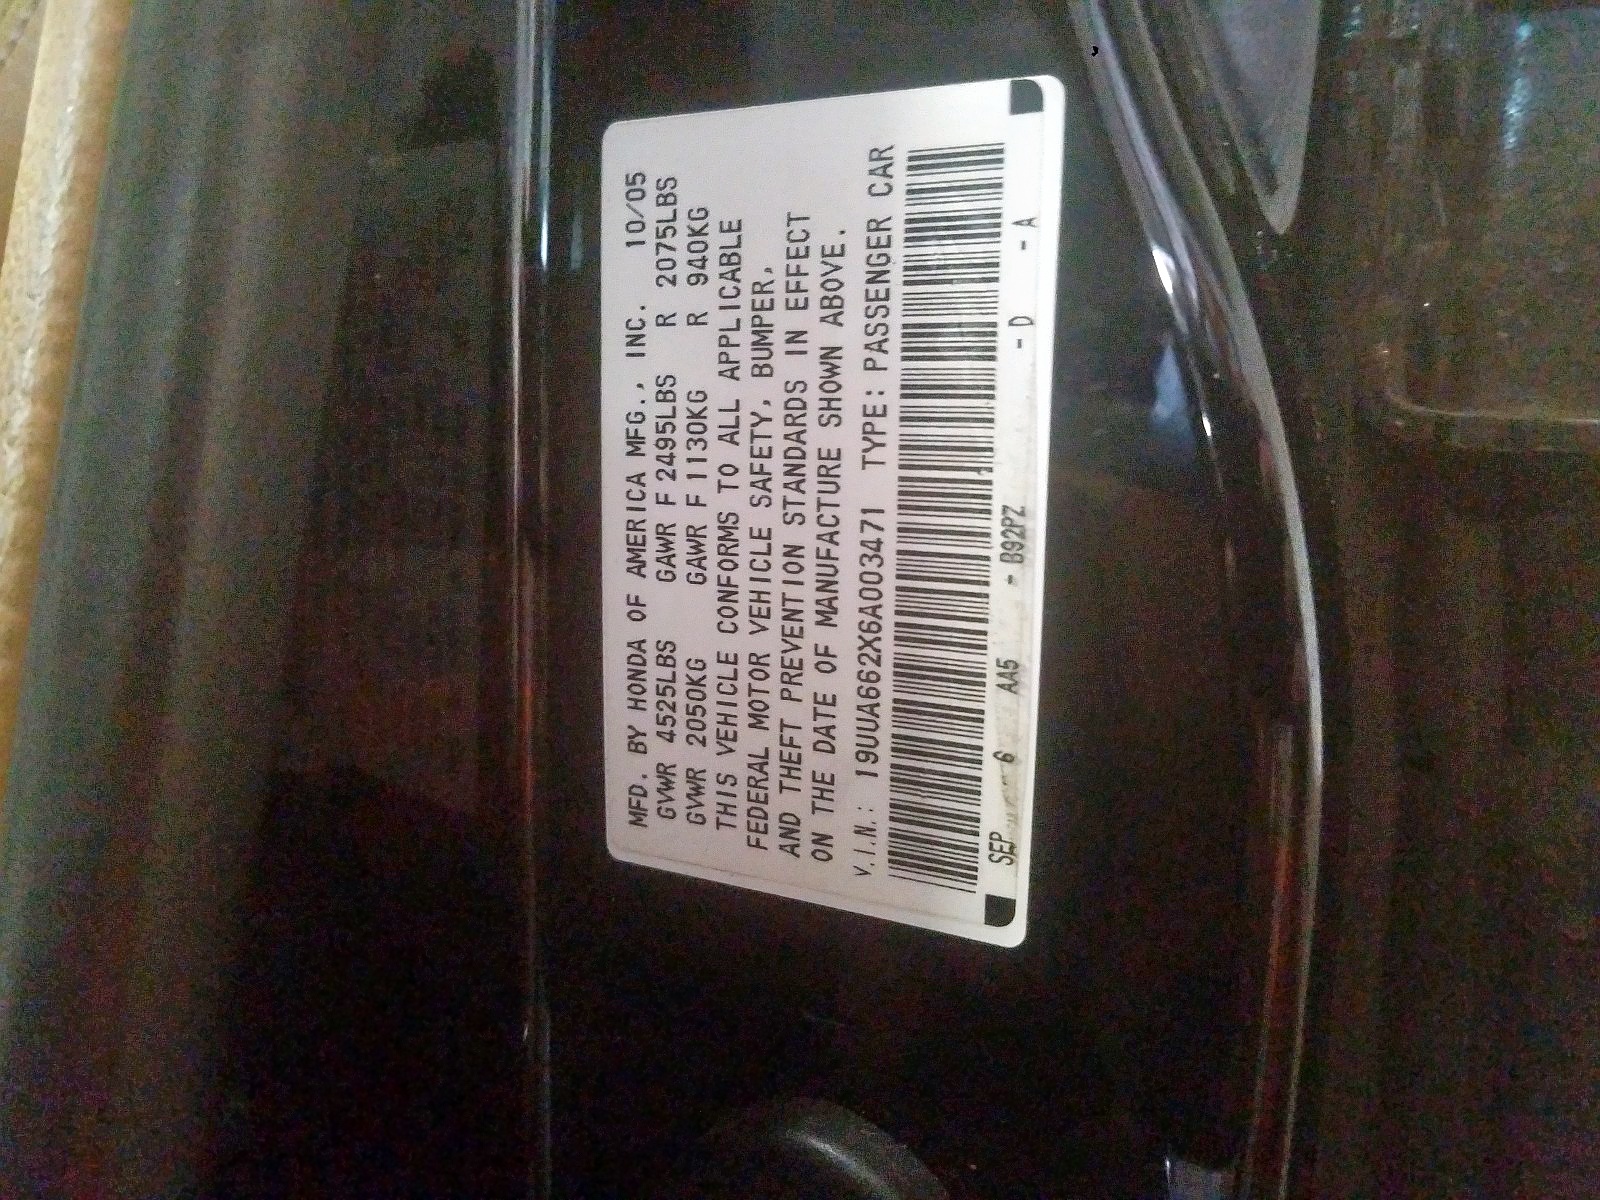 MFD. BY HONDA OF AMERICA MFG., INC. 10/05
GVWR 4525LBS GAWR F 2495LBS R 2075LBS
GVWR 2050KG GAWR F 1130KG R 940KG
THIS VEHICLE CONFORMS TO ALL APPLICABLE
FEDERAL MOTOR VEHICLE SAFETY, BUMPER,
AND THEFT PREVENTION STANDARDS IN EFFECT
ON THE DATE OF MANUFACTURE SHOWN ABOVE.
V.I.N.: 19UUA662X6A003471 TYPE: PASSENGER CAR
SEP 6 AA5 - B92PZ - D - A